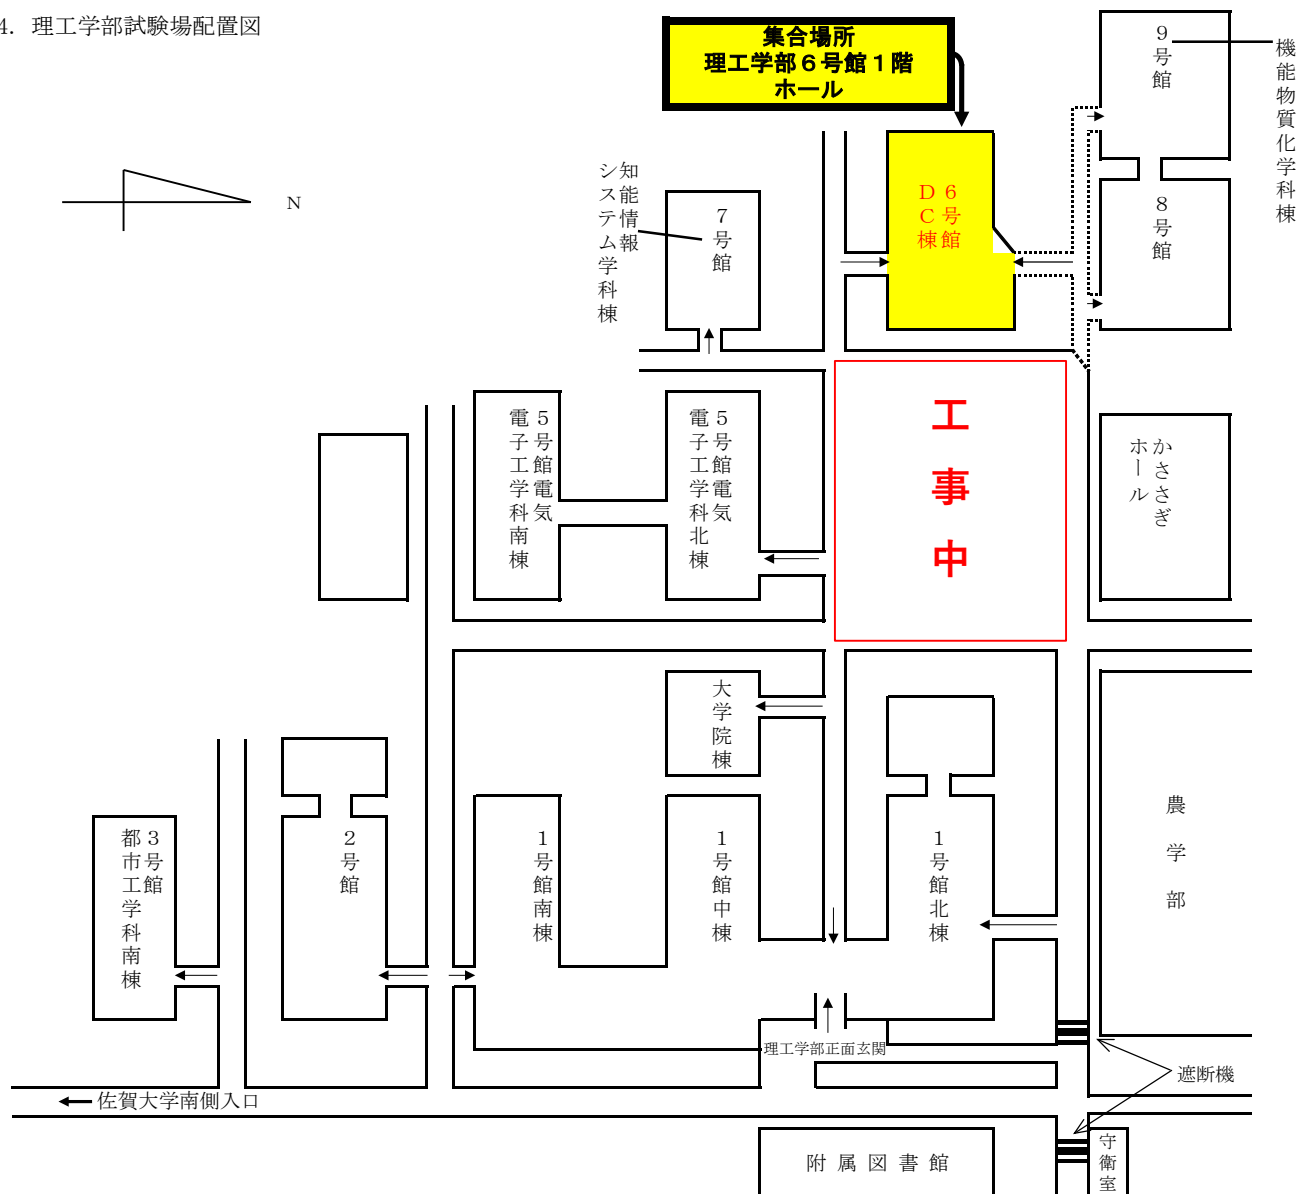 4. 理工学部試験場配置図
集合場所
理工学部６号館１階
ホール
９号館
機能物質化学科棟
N
知能情報
システム学科棟
７号館
６号館
ＤＣ棟
８号館
５号館電気
電子工学科南棟
５号館電気
電子工学科北棟
工事中
かささぎ
ホール
大学院棟
農学部
３号館
都市工学科南棟
２号館
１号館南棟
１号館中棟
１号館北棟
理工学部正面玄関
遮断機
佐賀大学南側入口
附属図書館
守衛室